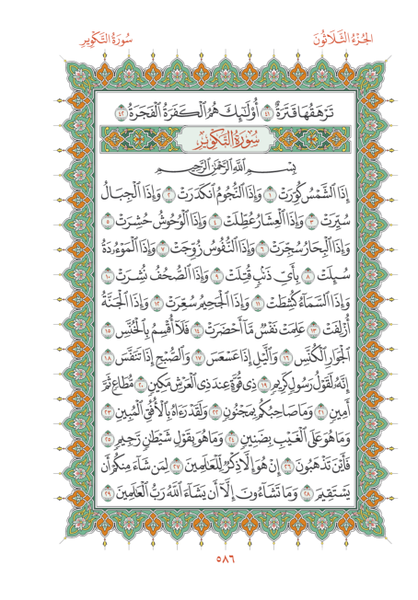 الجُزْءُ الثَّلَاثُونَ
سُورَةُ التَّكْوِيرِ
تَرْهَقُهَا قَتَرَةٌ ٤١ أُوْلَٰٓئِكَ هُمُ ٱلْكَفَرَةُ ٱلْفَجَرَةُ ٤٢
سُورَةُ التَّكْوِيرِ
بِسْمِ ٱللَّهِ ٱلرَّحْمَٰنِ ٱلرَّحِيمِ
إِذَا ٱلشَّمْسُ كُوِّرَتْ ١ وَإِذَا ٱلنُّجُومُ ٱنكَدَرَتْ ٢ وَإِذَا ٱلْجِبَالُ
سُيِّرَتْ ٣ وَإِذَا ٱلْعِشَارُ عُطِّلَتْ ٤ وَإِذَا ٱلْوُحُوشُ حُشِرَتْ ٥
وَإِذَا ٱلْبِحَارُ سُجِّرَتْ ٦ وَإِذَا ٱلنُّفُوسُ زُوِّجَتْ ٧ وَإِذَا ٱلْمَوْءُۥدَةُ
سُئِلَتْ ٨ بِأَيِّ ذَنۢبٍ قُتِلَتْ ٩ وَإِذَا ٱلصُّحُفُ نُشِرَتْ ١٠
وَإِذَا ٱلسَّمَآءُ كُشِطَتْ ١١ وَإِذَا ٱلْجَحِيمُ سُعِّرَتْ ١٢ وَإِذَا ٱلْجَنَّةُ
أُزْلِفَتْ ١٣ عَلِمَتْ نَفْسٌ مَّآ أَحْضَرَتْ ١٤ فَلَآ أُقْسِمُ بِٱلْخُنَّسِ ١٥
ٱلْجَوَارِ ٱلْكُنَّسِ ١٦ وَٱلَّيْلِ إِذَا عَسْعَسَ ١٧ وَٱلصُّبْحِ إِذَا تَنَفَّسَ ١٨
إِنَّهُۥ لَقَوْلُ رَسُولٍ كَرِيمٍ ١٩ ذِى قُوَّةٍ عِندَ ذِى ٱلْعَرْشِ مَكِينٍ ٢٠ مُّطَاعٍ ثَمَّ
أَمِينٍ ٢١ وَمَا صَاحِبُكُم بِمَجْنُونٍ ٢٢ وَلَقَدْ رَءَاهُ بِٱلْأُفُقِ ٱلْمُبِينِ ٢٣
وَمَا هُوَ عَلَى ٱلْغَيْبِ بِضَنِينٍ ٢٤ وَمَا هُوَ بِقَوْلِ شَيْطَٰنٍ رَّجِيمٍ ٢٥
فَأَيْنَ تَذْهَبُونَ ٢٦ إِنْ هُوَ إِلَّا ذِكْرٌ لِّلْعَٰلَمِينَ ٢٧ لِمَن شَآءَ مِنكُمْ أَن
يَسْتَقِيمَ ٢٨ وَمَا تَشَآءُونَ إِلَّآ أَن يَشَآءَ ٱللَّهُ رَبُّ ٱلْعَٰلَمِينَ ٢٩
٥٨٦